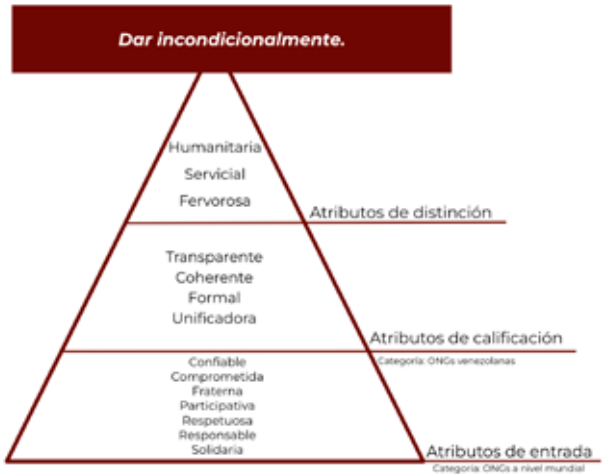 Dar incondicionalmente.
Humanitaria
Servicial
Fervorosa
Atributos de distinción
Transparente
Coherente
Formal
Unificadora
Atributos de calificación
Categoría: ONGs venezolanas
Confiable
Comprometida
Fraterna
Participativa
Respetuosa
Responsable
Solidaria
Atributos de entrada
Categoría: ONGs a nivel mundial